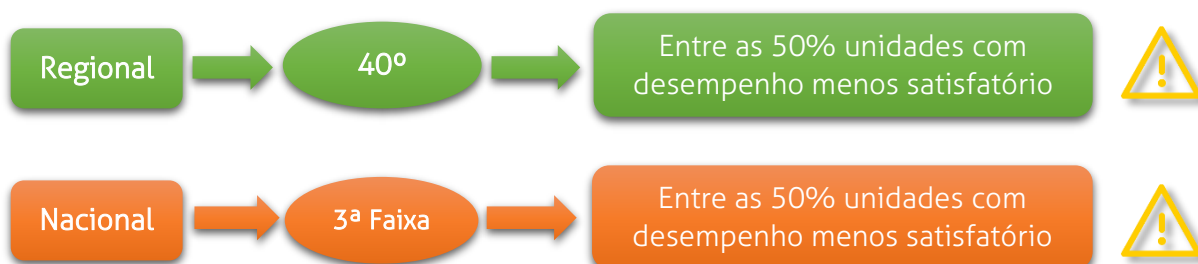 Regional
40º
Entre as 50% unidades com
desempenho menos satisfatório
Nacional
3ª Faixa
Entre as 50% unidades com
desempenho menos satisfatório